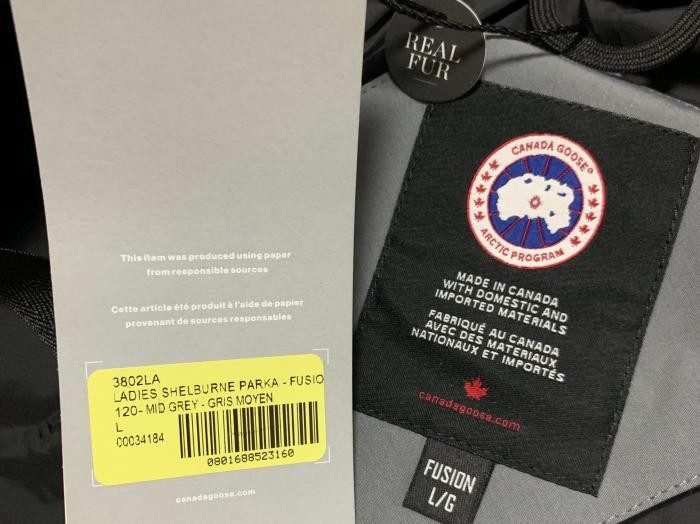 This item was produced using paper
from responsible sources
Cette article été produit à l'aide de papier
provenant de sources responsables
3802LA
LADIES SHELBURNE PARKA - FUSIO
120- MID GREY - GRIS MOYEN
L
00034184
0801688523160
canadagoose.com
REAL
FUR
CANADA GOOSE®
ARCTIC PROGRAM
MADE IN CANADA
WITH DOMESTIC AND
IMPORTED MATERIALS
FABRIQUÉ AU CANADA
AVEC DES MATERIAUX
NATIONAUX ET IMPORTÉS
canadagoose.com
FUSION
L/G